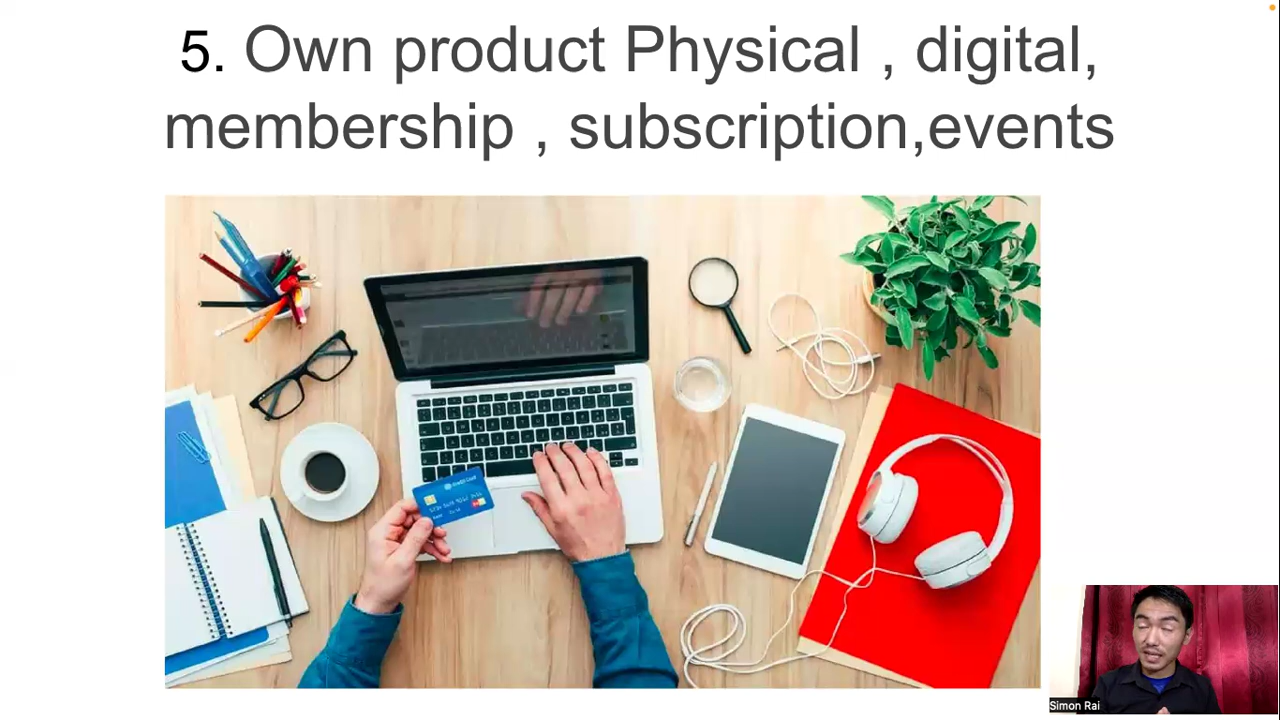 5. Own product Physical , digital,
membership , subscription,events
Simon Rai